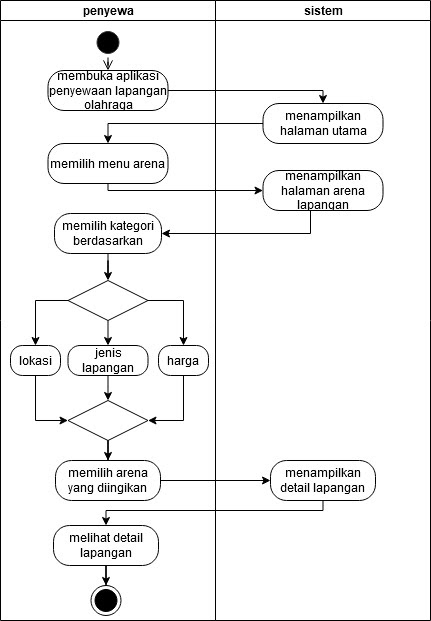 penyewa
sistem
membuka aplikasi
penyewaan lapangan
olahraga
menampilkan
halaman utama
memilih menu arena
menampilkan
halaman arena
lapangan
memilih kategori
berdasarkan
lokasi
jenis
lapangan
harga
memilih arena
yang diingikan
menampilkan
detail lapangan
melihat detail
lapangan